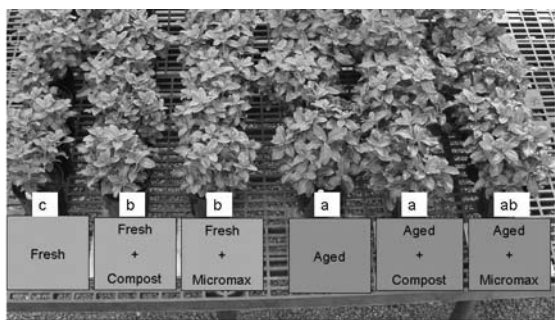 c b b a a ab
Fresh
Fresh
+
Compost
Fresh
+
Micromax
Aged
Aged
+
Compost
Aged
+
Micromax